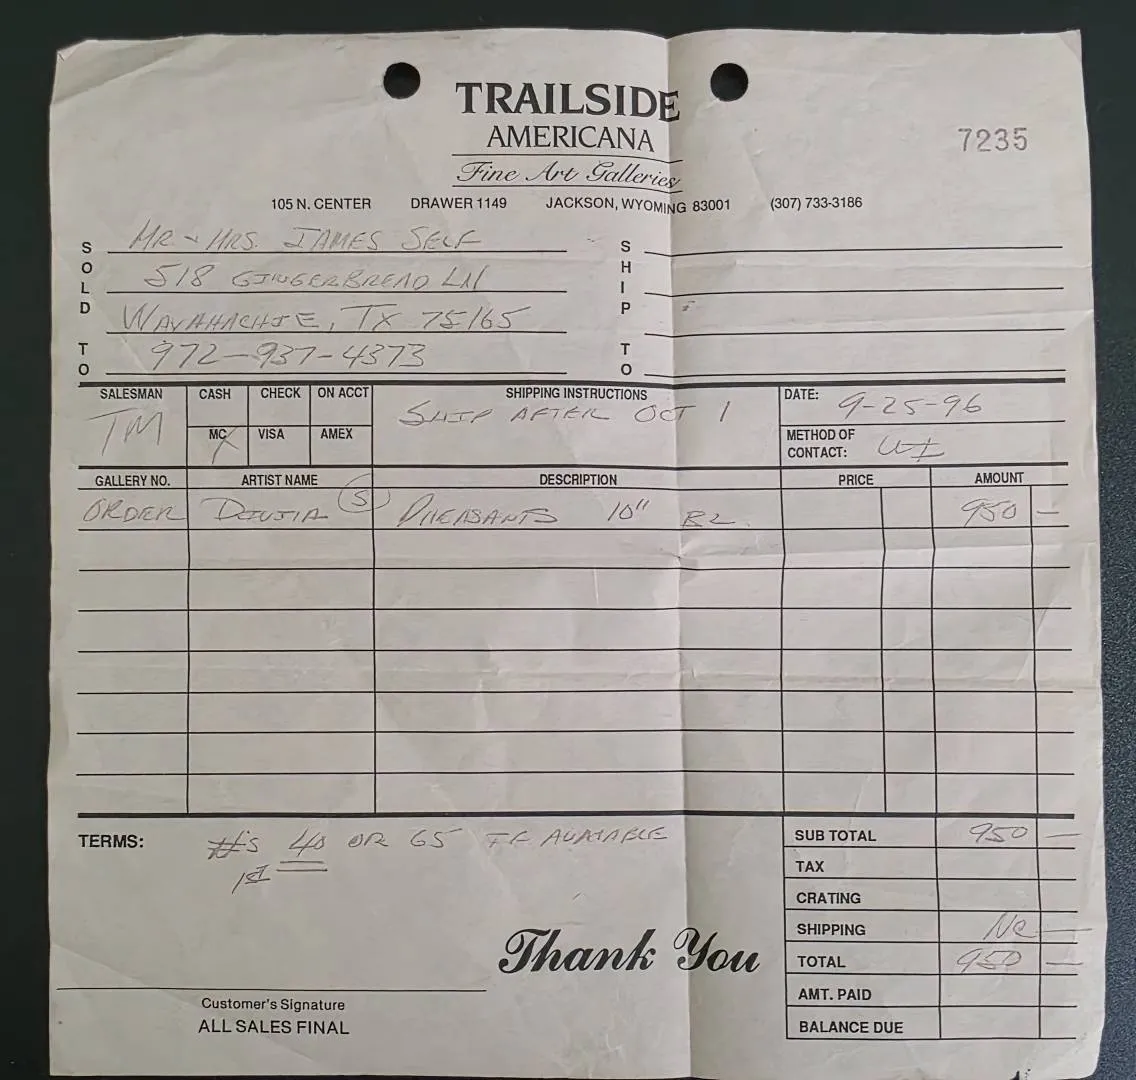 TRAILSIDE
AMERICANA
Fine Art Galleries
7235
105 N. CENTER DRAWER 1149 JACKSON, WYOMING 83001 (307) 733-3186
SOLD TO
MR & MRS. JAMES SELF
518 GINGERBREAD LN
WAXAHACHIE, TX 75165
972-937-4373
SHIP TO
SALESMAN CASH CHECK ON ACCT SHIPPING INSTRUCTIONS DATE: 9-25-96
TM SHIP AFTER OCT 1
MC X VISA AMEX METHOD OF
CONTACT: WI
GALLERY NO. ARTIST NAME DESCRIPTION PRICE AMOUNT
ORDER (S) PHEASANTS 10" 950 —
TERMS: #'s 40 OR 65 IF AVAILABLE
1st
SUB TOTAL 950 —
TAX
CRATING
SHIPPING NC —
TOTAL 950 —
AMT. PAID
BALANCE DUE
Thank You
Customer's Signature
ALL SALES FINAL